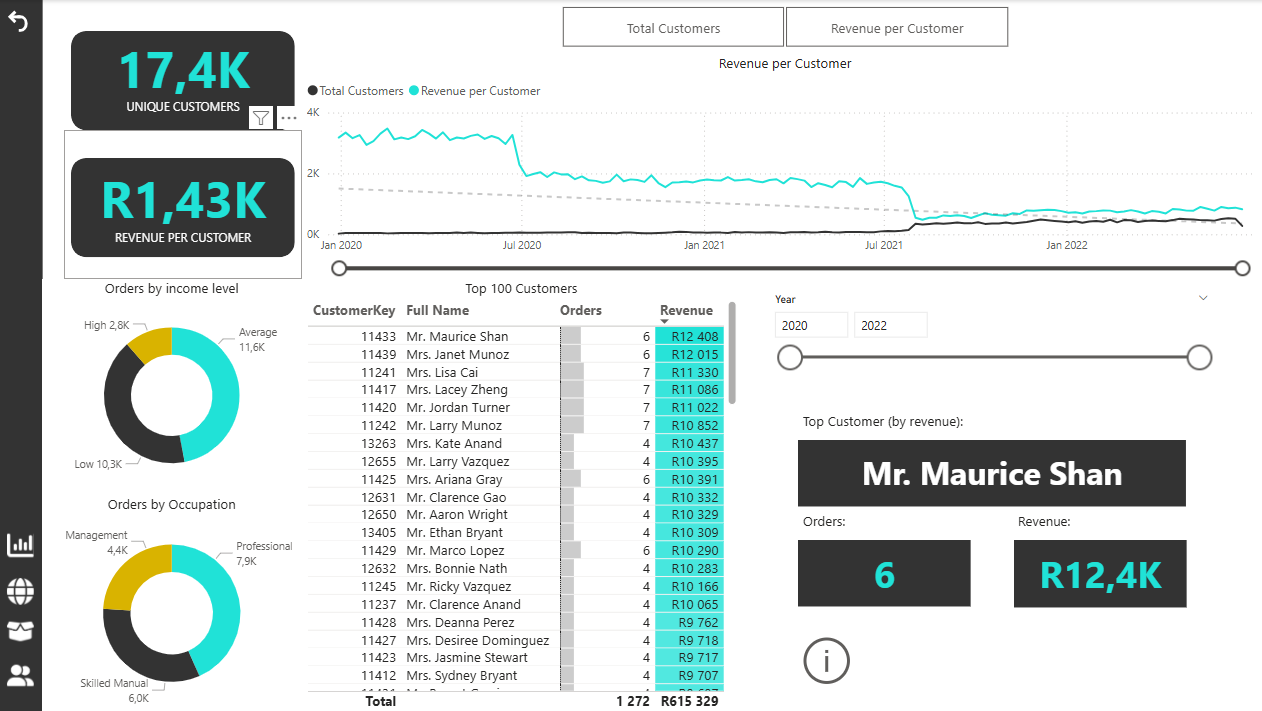 17,4K
UNIQUE CUSTOMERS
R1,43K
REVENUE PER CUSTOMER
Total Customers
Revenue per Customer
Revenue per Customer
Total Customers Revenue per Customer
4K
2K
0K
Jan 2020 Jul 2020 Jan 2021 Jul 2021 Jan 2022
Orders by income level
High 2,8K
Average
11,6K
Low 10,3K
Orders by Occupation
Management
4,4K
Professional
7,9K
Skilled Manual
6,0K
Top 100 Customers
CustomerKey Full Name Orders Revenue
11433 Mr. Maurice Shan 6 R12 408
11439 Mrs. Janet Munoz 6 R12 015
11241 Mrs. Lisa Cai 7 R11 330
11417 Mrs. Lacey Zheng 7 R11 086
11420 Mr. Jordan Turner 7 R11 022
11242 Mr. Larry Munoz 7 R10 852
13263 Mrs. Kate Anand 4 R10 437
12655 Mr. Larry Vazquez 4 R10 395
11425 Mrs. Ariana Gray 6 R10 391
12631 Mr. Clarence Gao 4 R10 332
12650 Mr. Aaron Wright 4 R10 329
13405 Mr. Ethan Bryant 4 R10 309
11429 Mr. Marco Lopez 6 R10 290
12632 Mrs. Bonnie Nath 4 R10 283
11245 Mr. Ricky Vazquez 4 R10 166
11237 Mr. Clarence Anand 4 R10 065
11428 Mrs. Deanna Perez 4 R9 762
11427 Mrs. Desiree Dominguez 4 R9 718
11423 Mrs. Jasmine Stewart 4 R9 717
11412 Mrs. Sydney Bryant 4 R9 707
Total 1 272 R615 329
Year
2020 2022
Top Customer (by revenue):
Mr. Maurice Shan
Orders:
6
Revenue:
R12,4K